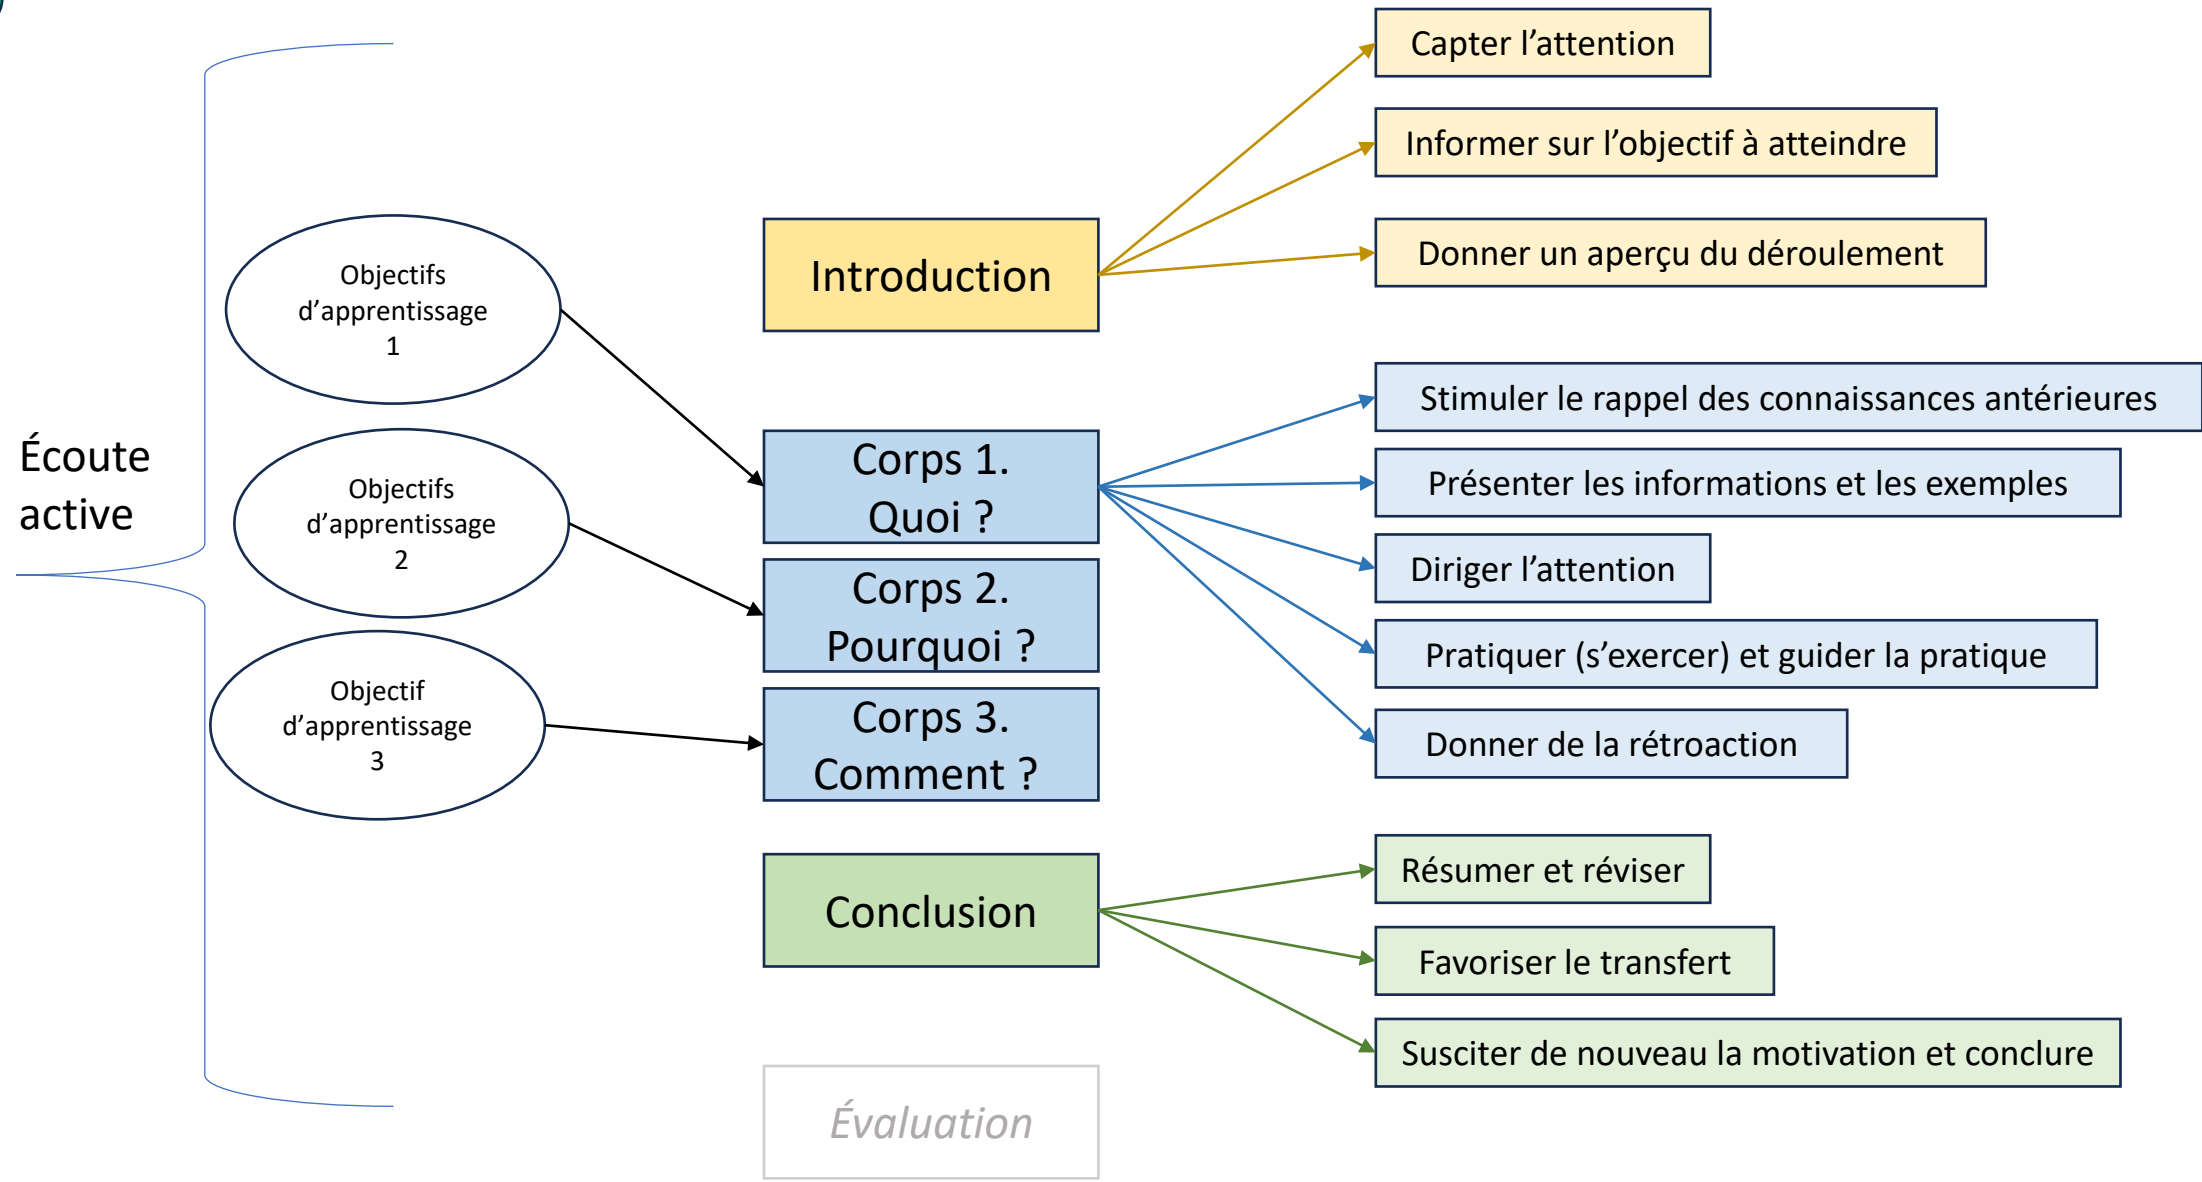 Écoute
active
Objectifs
d’apprentissage
1
Objectifs
d’apprentissage
2
Objectif
d’apprentissage
3
Introduction
Corps 1.
Quoi ?
Corps 2.
Pourquoi ?
Corps 3.
Comment ?
Conclusion
Évaluation
Capter l’attention
Informer sur l’objectif à atteindre
Donner un aperçu du déroulement
Stimuler le rappel des connaissances antérieures
Présenter les informations et les exemples
Diriger l’attention
Pratiquer (s’exercer) et guider la pratique
Donner de la rétroaction
Résumer et réviser
Favoriser le transfert
Susciter de nouveau la motivation et conclure